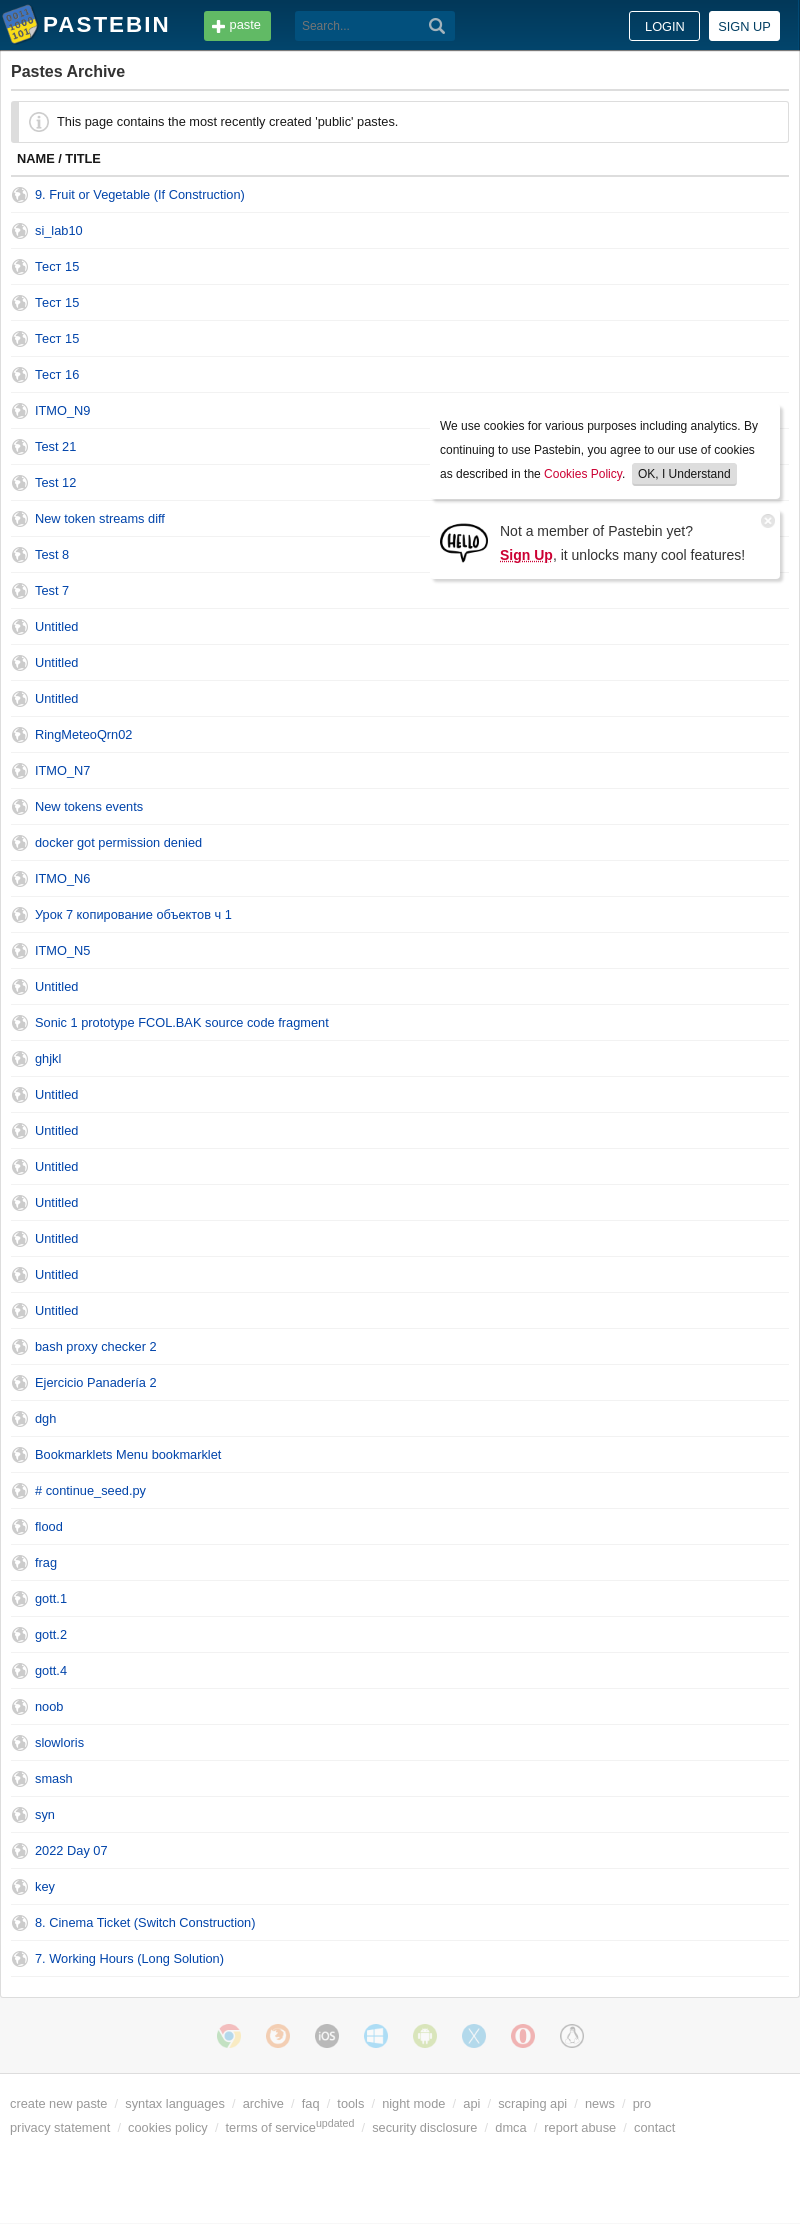 PASTEBIN
paste
Search...
LOGIN
SIGN UP
Pastes Archive
This page contains the most recently created 'public' pastes.
NAME / TITLE
9. Fruit or Vegetable (If Construction)
si_lab10
Тест 15
Тест 15
Тест 15
Тест 16
ITMO_N9
Test 21
Test 12
New token streams diff
Test 8
Test 7
We use cookies for various purposes including analytics. By
continuing to use Pastebin, you agree to our use of cookies
as described in the Cookies Policy. OK, I Understand
HELLO
Not a member of Pastebin yet?
Sign Up, it unlocks many cool features!
Untitled
Untitled
Untitled
RingMeteoQrn02
ITMO_N7
New tokens events
docker got permission denied
ITMO_N6
Урок 7 копирование объектов ч 1
ITMO_N5
Untitled
Sonic 1 prototype FCOL.BAK source code fragment
ghjkl
Untitled
Untitled
Untitled
Untitled
Untitled
Untitled
Untitled
bash proxy checker 2
Ejercicio Panadería 2
dgh
Bookmarklets Menu bookmarklet
# continue_seed.py
flood
frag
gott.1
gott.2
gott.4
noob
slowloris
smash
syn
2022 Day 07
key
8. Cinema Ticket (Switch Construction)
7. Working Hours (Long Solution)
iOS
create new paste / syntax languages / archive / faq / tools / night mode / api / scraping api / news / pro
privacy statement / cookies policy / terms of service updated / security disclosure / dmca / report abuse / contact